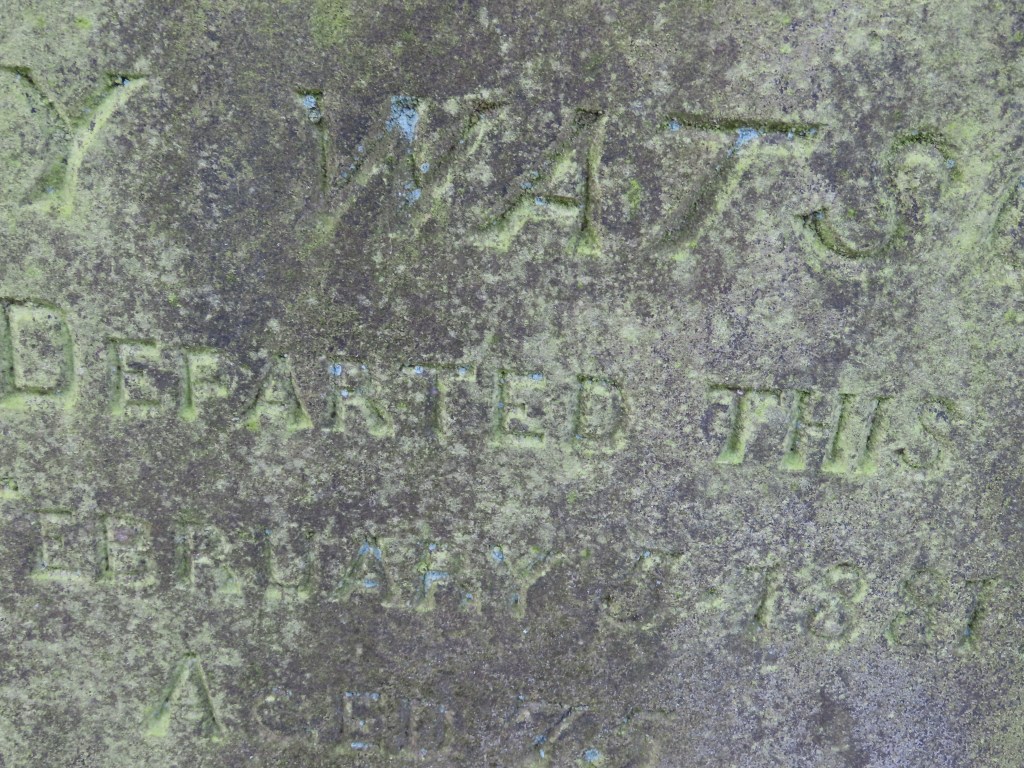 Y WATS
DEPARTED THIS
EBRUARY 5 1881
AGED